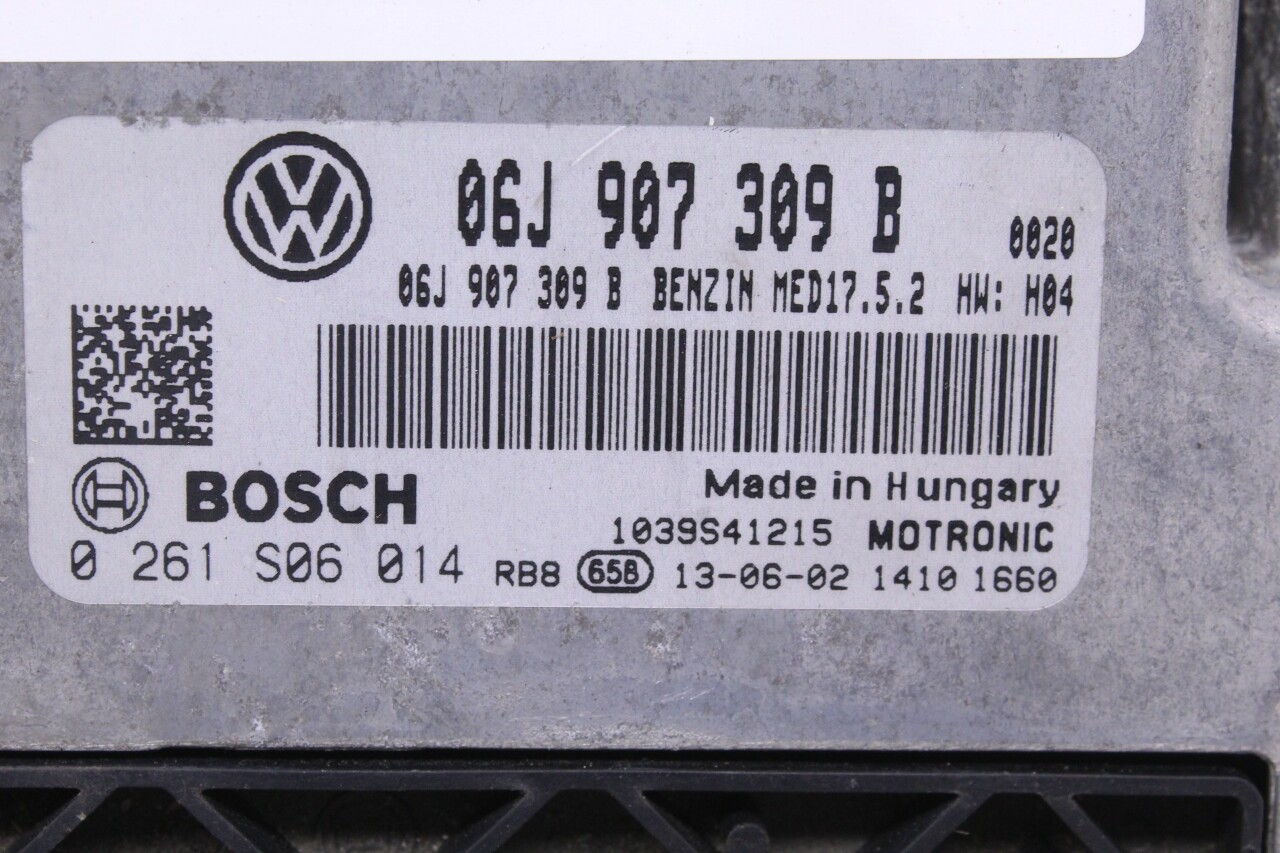 06J 907 309 B 0020
06J 907 309 B BENZIN MED17.5.2 HW: H04
BOSCH
Made in Hungary
1039S41215 MOTRONIC
0 261 S06 014 RB8 65B 13-06-02 1410 1660